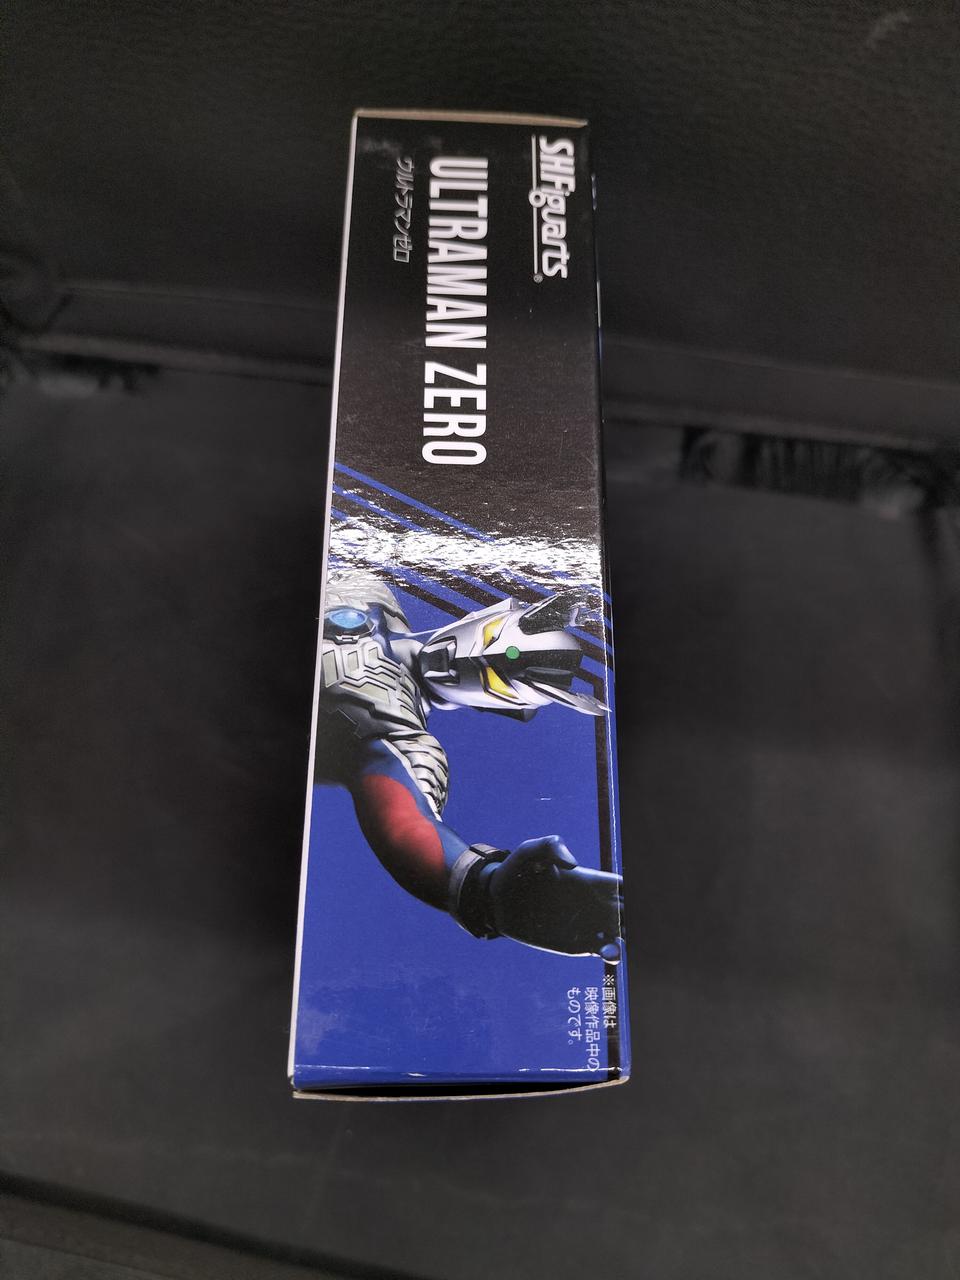 S.H.Figuarts®
ULTRAMAN ZERO
ウルトラマンゼロ
※画像は
映像作品中の
ものです。